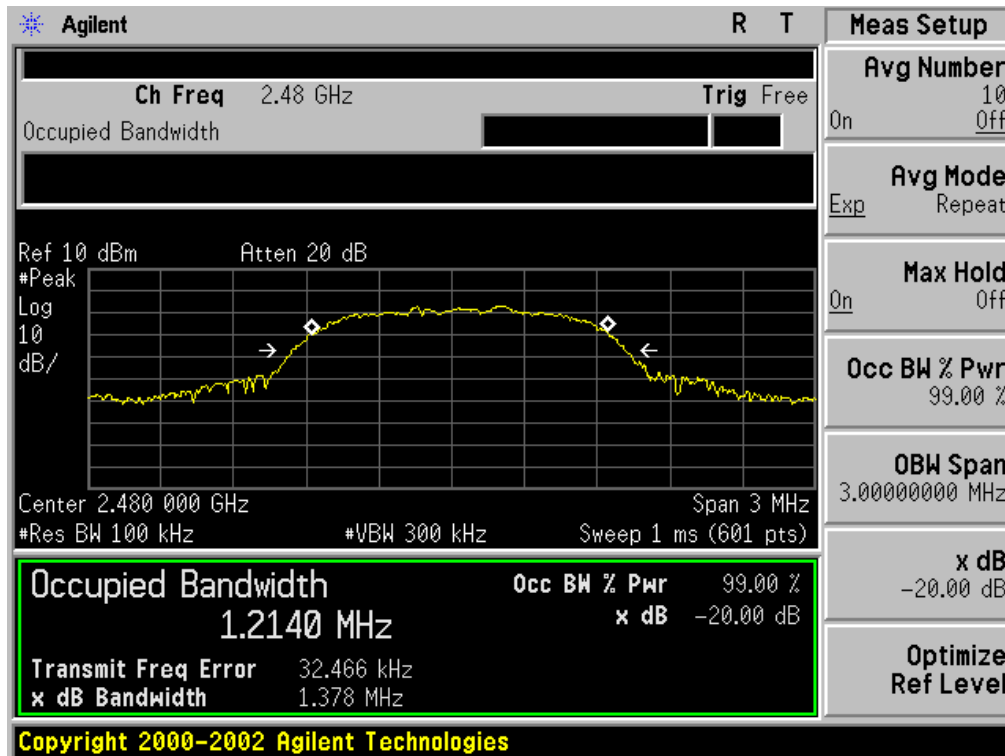 Agilent R T
Ch Freq 2.48 GHz Trig Free
Occupied Bandwidth
Ref 10 dBm Atten 20 dB
#Peak
Log
10
dB/
Center 2.480 000 GHz Span 3 MHz
#Res BW 100 kHz #VBW 300 kHz Sweep 1 ms (601 pts)
Occupied Bandwidth Occ BW % Pwr 99.00 %
1.2140 MHz x dB -20.00 dB
Transmit Freq Error 32.466 kHz
x dB Bandwidth 1.378 MHz
Copyright 2000-2002 Agilent Technologies
Meas Setup
Avg Number
10
On Off
Avg Mode
Exp Repeat
Max Hold
On Off
Occ BW % Pwr
99.00 %
OBW Span
3.00000000 MHz
x dB
-20.00 dB
Optimize
Ref Level